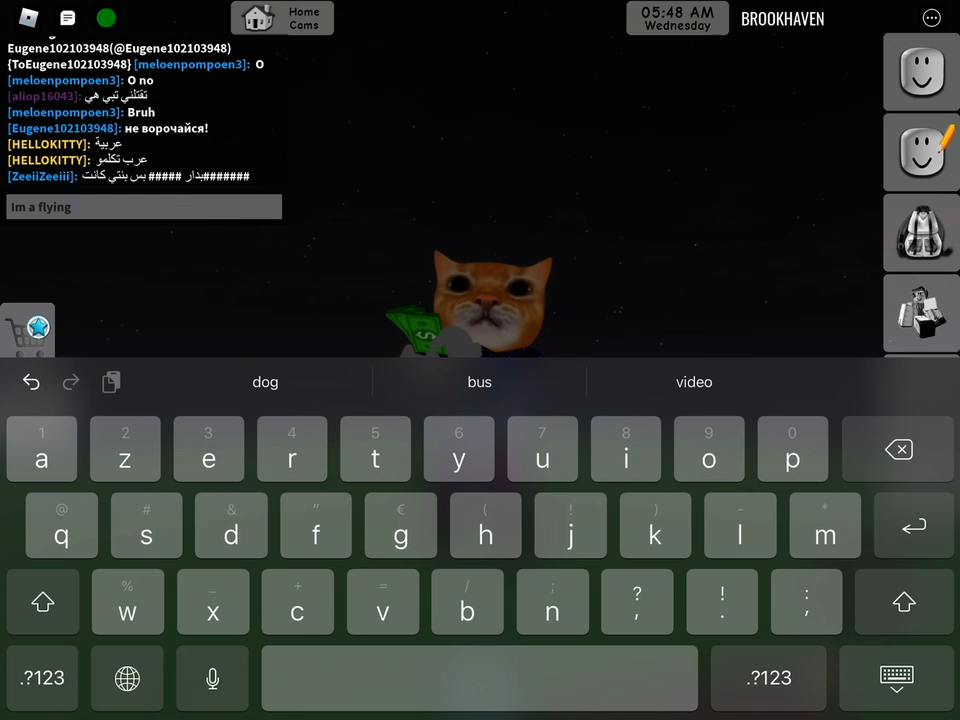 Home
Cams
05:48 AM
Wednesday
BROOKHAVEN
Eugene102103948(@Eugene102103948)
{ToEugene102103948} [meloenpompoen3]: O
[meloenpompoen3]: O no
[aliop16043]: تقتلني تبي هي
[meloenpompoen3]: Bruh
[Eugene102103948]: не ворочайся!
[HELLOKITTY]: عربية
[HELLOKITTY]: عرب تكلمو
[ZeeiiZeeiii]: بدار ##### بس بنتي كانت#######
Im a flying
dog bus video
1 2 3 4 5 6 7 8 9 0
a z e r t y u i o p
@ # & " € ( ! ) - *
q s d f g h j k l m
% _ + = / ; ? ! :
w x c v b n , . ,
.?123 .?123